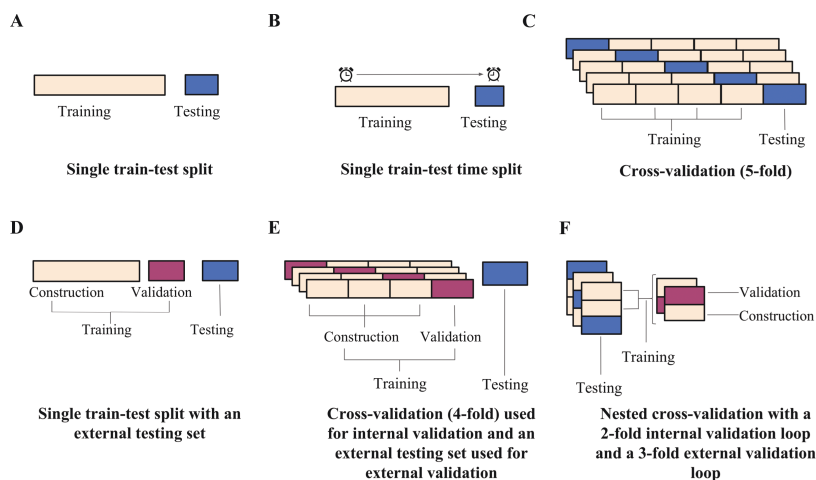 A
B
C
Training
Testing
Single train-test split
Training
Testing
Single train-test time split
Training
Testing
Cross-validation (5-fold)
D
E
F
Construction
Validation
Training
Testing
Single train-test split with an
external testing set
Construction
Validation
Training
Testing
Cross-validation (4-fold) used
for internal validation and an
external testing set used for
external validation
Validation
Construction
Training
Testing
Nested cross-validation with a
2-fold internal validation loop
and a 3-fold external validation
loop